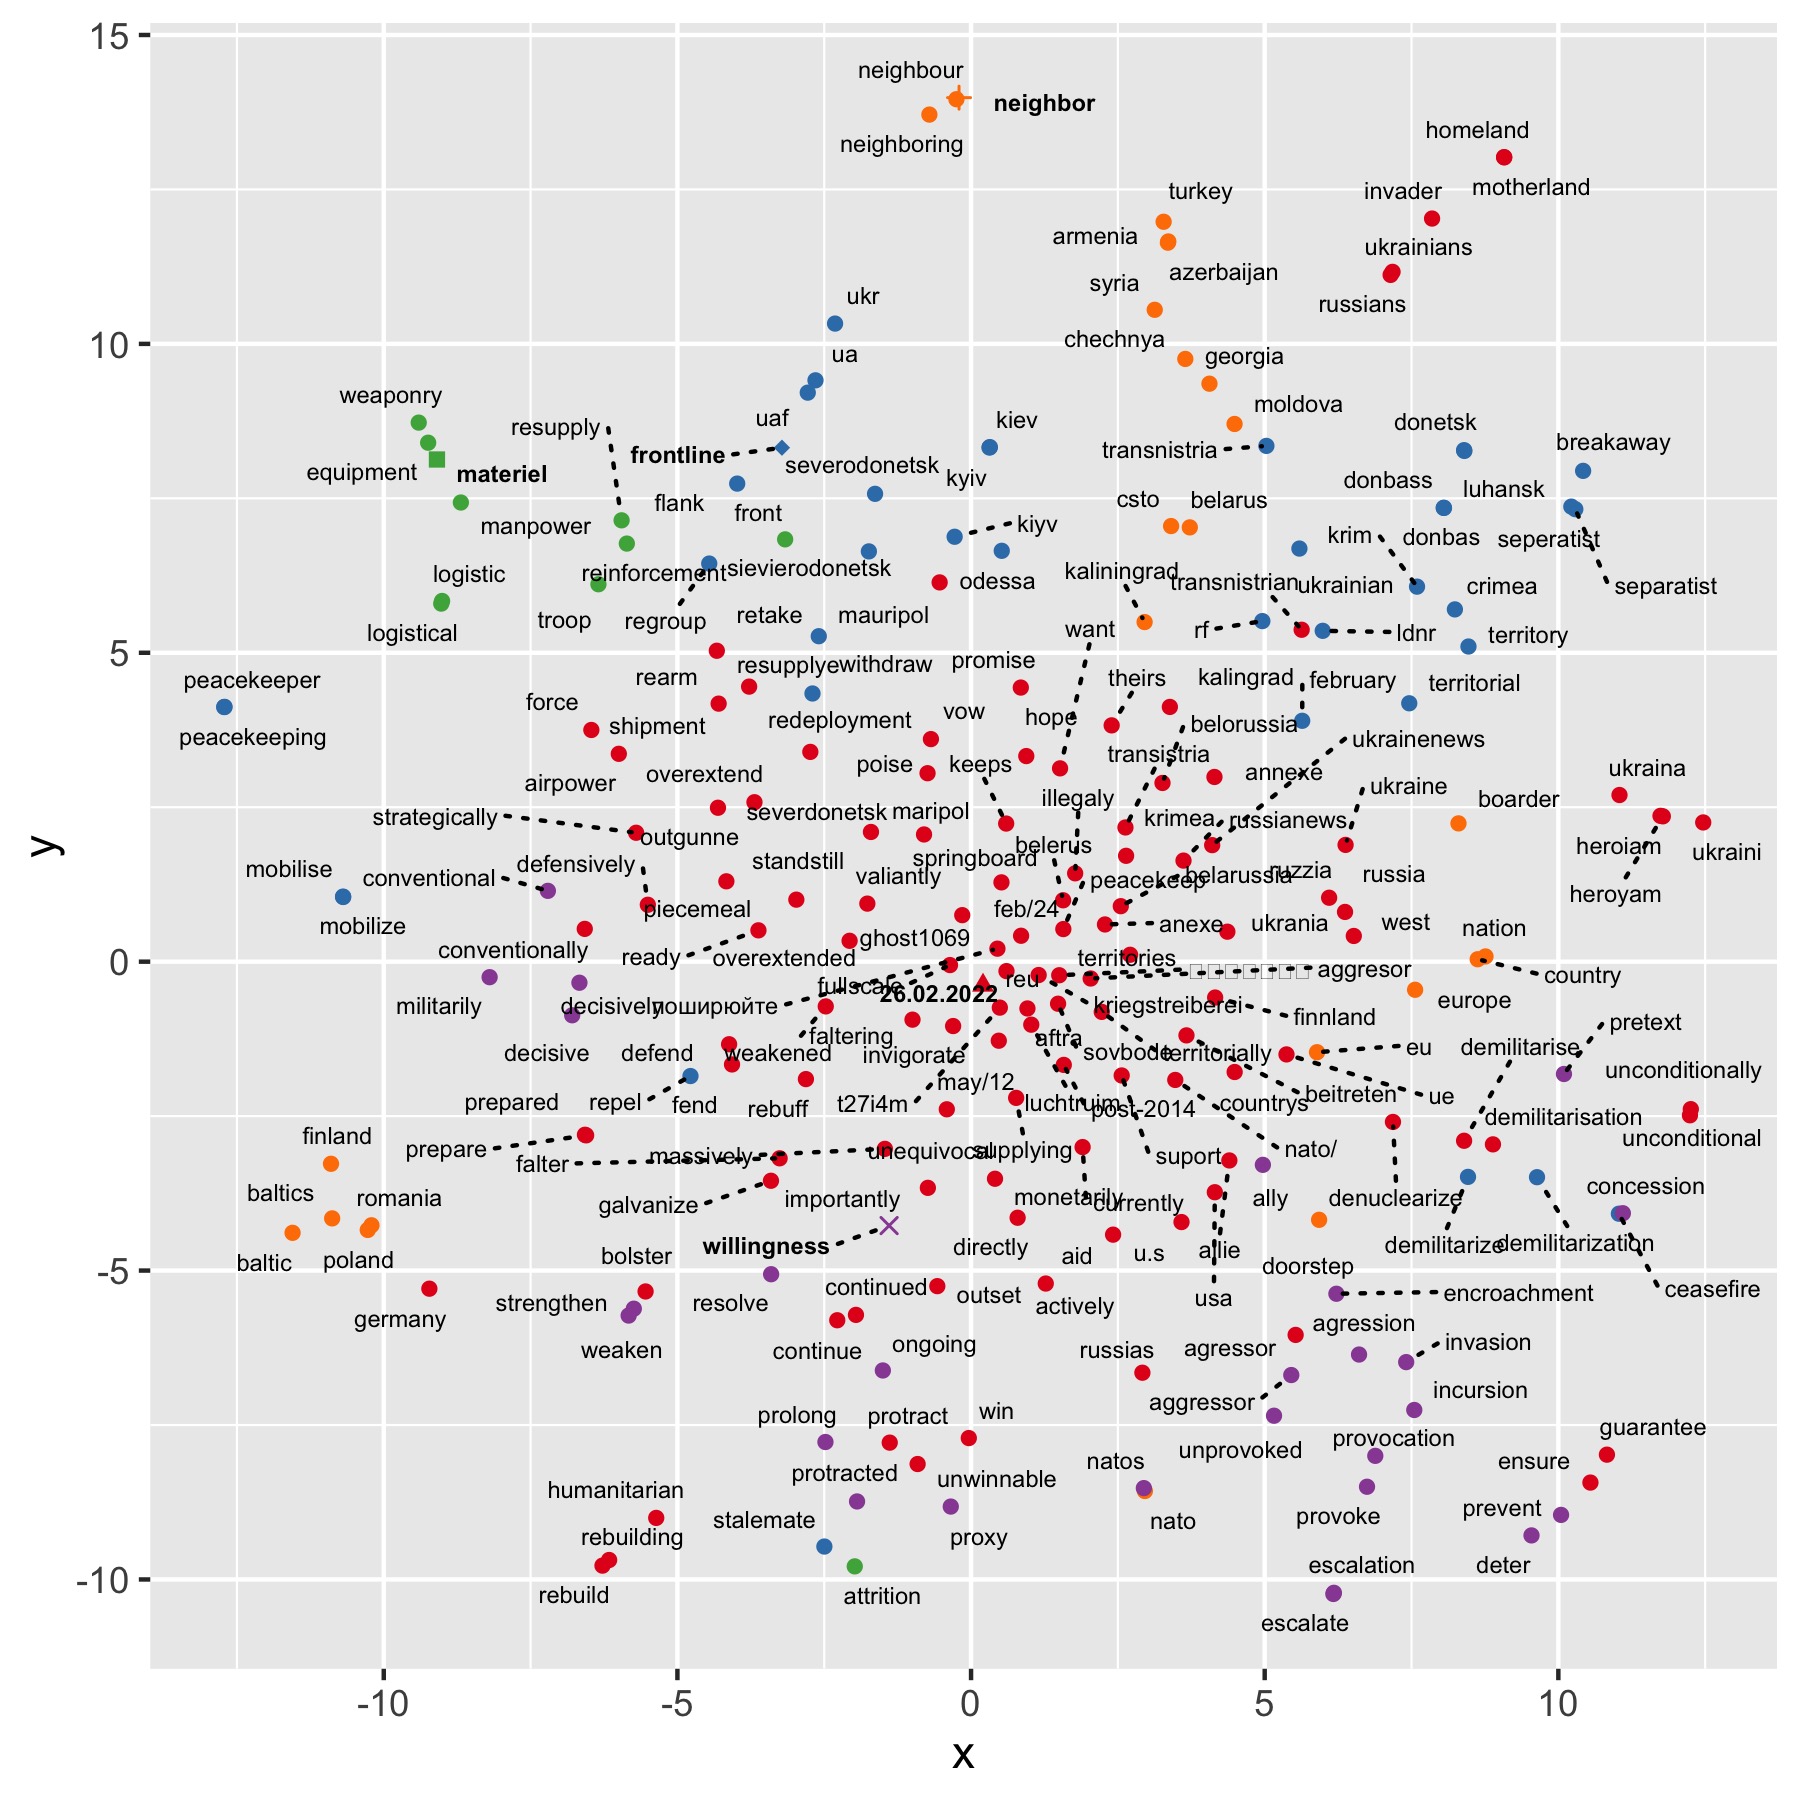 15
neighbour
neighbor
neighboring
homeland
turkey
invader
motherland
armenia
ukrainians
azerbaijan
syria
ukr
russians
10
chechnya
georgia
ua
weaponry
moldova
uaf
kiev
donetsk
resupply
breakaway
frontline
transnistria
severodonetsk
equipment
materiel
kyiv
donbass
luhansk
flank
csto
belarus
front
manpower
kiyv
krim
donbas
seperatist
sievierodonetsk
logistic
reinforcement
odessa
kaliningrad
transnistrian
ukrainian
crimea
separatist
retake
mauripol
troop
regroup
want
rf
ldnr
territory
logistical
5
resupplye
withdraw
promise
peacekeeper
rearm
theirs
kalingrad
february
territorial
force
vow
hope
shipment
redeployment
belorussia
peacekeeping
ukrainenews
transistria
poise
keeps
annexe
ukraina
airpower
overextend
ukraine
illegaly
boarder
strategically
severdonetsk
maripol
krimea
russianews
outgunne
belerus
heroiam
ukraini
springboard
mobilise
defensively
standstill
conventional
valiantly
peacekeep
belarussia
ruzzia
russia
heroyam
piecemeal
feb/24
mobilize
anexe
ukrania
west
nation
ghost1069
conventionally
0
ready
overextended
territories
aggresor
country
fullscale
reu
26.02.2022
militarily
decisively
поширюйте
kriegstreiberei
europe
finnland
pretext
faltering
aftra
decisive
defend
weakened
invigorate
sovbode
territorially
eu
demilitarise
unconditionally
may/12
prepared
repel
fend
rebuff
t27i4m
luchtruim
post-2014
countrys
beitreten
ue
demilitarisation
finland
unconditional
prepare
falter
massively
unequivocal
supplying
suport
nato/
baltics
romania
galvanize
importantly
monetarily
currently
ally
denuclearize
concession
willingness
directly
demilitarize
demilitarization
baltic
poland
bolster
aid
u.s
allie
-5
doorstep
continued
ceasefire
strengthen
resolve
outset
actively
usa
encroachment
germany
agression
weaken
continue
ongoing
russias
agressor
invasion
incursion
aggressor
prolong
protract
win
guarantee
unprovoked
provocation
natos
ensure
protracted
unwinnable
humanitarian
prevent
provoke
stalemate
nato
rebuilding
proxy
-10
escalation
deter
rebuild
attrition
escalate
-10
-5
0
5
10
x
y